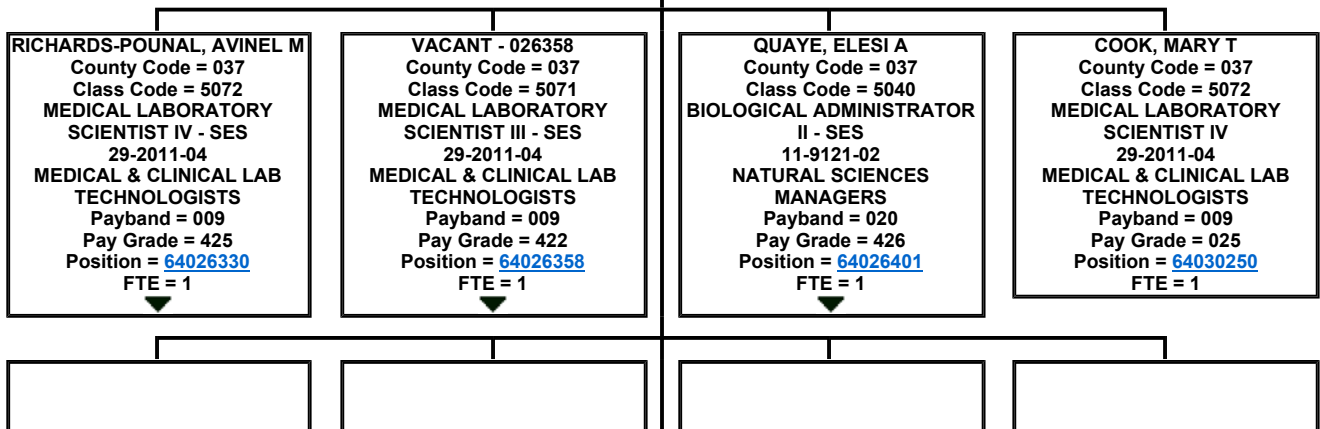 RICHARDS-POUNAL, AVINEL M
County Code = 037
Class Code = 5072
MEDICAL LABORATORY
SCIENTIST IV - SES
29-2011-04
MEDICAL & CLINICAL LAB
TECHNOLOGISTS
Payband = 009
Pay Grade = 425
Position = 64026330
FTE = 1
VACANT - 026358
County Code = 037
Class Code = 5071
MEDICAL LABORATORY
SCIENTIST III - SES
29-2011-04
MEDICAL & CLINICAL LAB
TECHNOLOGISTS
Payband = 009
Pay Grade = 422
Position = 64026358
FTE = 1
QUAYE, ELESI A
County Code = 037
Class Code = 5040
BIOLOGICAL ADMINISTRATOR
II - SES
11-9121-02
NATURAL SCIENCES
MANAGERS
Payband = 020
Pay Grade = 426
Position = 64026401
FTE = 1
COOK, MARY T
County Code = 037
Class Code = 5072
MEDICAL LABORATORY
SCIENTIST IV
29-2011-04
MEDICAL & CLINICAL LAB
TECHNOLOGISTS
Payband = 009
Pay Grade = 025
Position = 64030250
FTE = 1